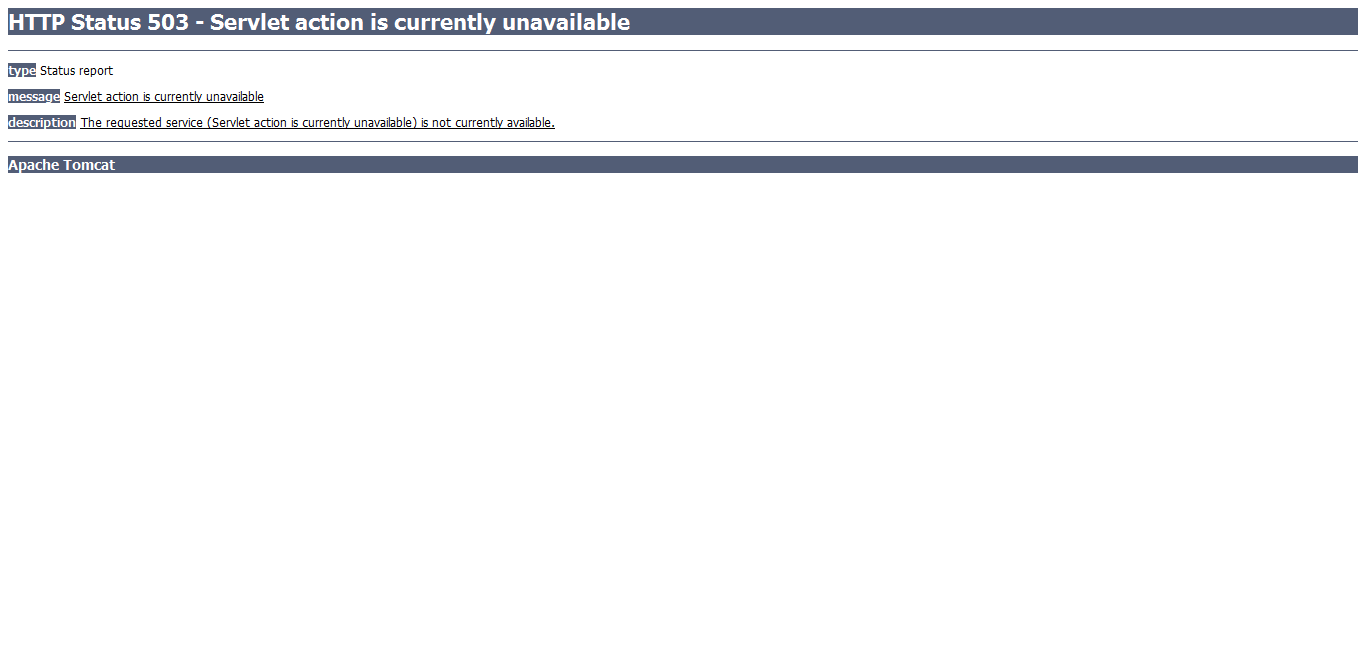 HTTP Status 503 - Servlet action is currently unavailable
type Status report
message Servlet action is currently unavailable
description The requested service (Servlet action is currently unavailable) is not currently available.
Apache Tomcat